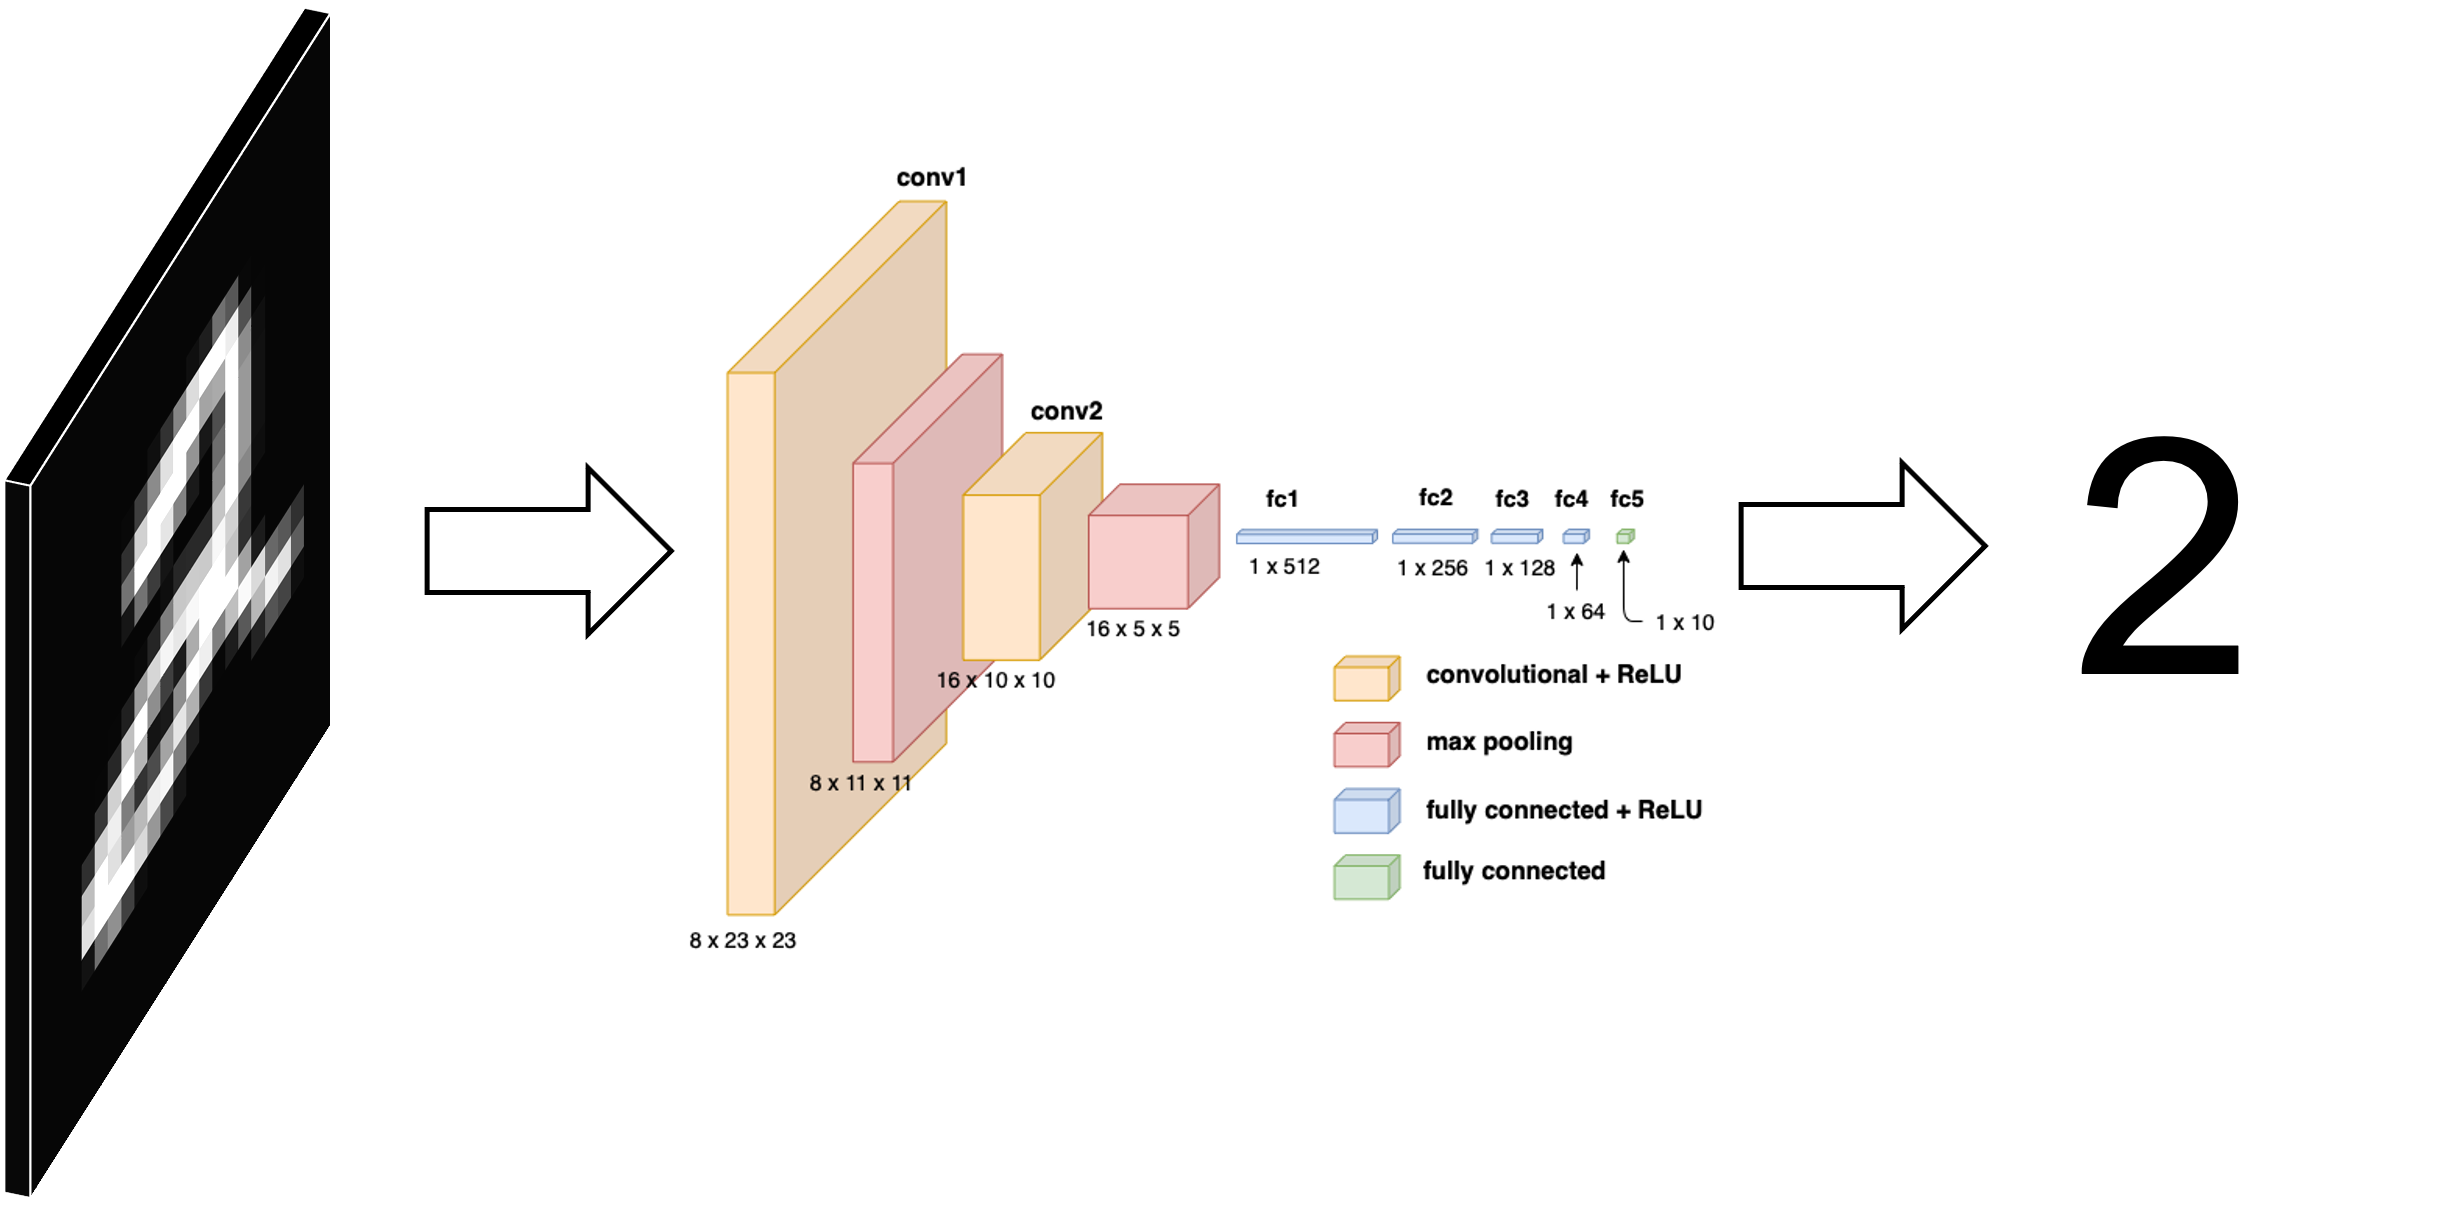 conv1
8 x 23 x 23
8 x 11 x 11
conv2
16 x 10 x 10
16 x 5 x 5
fc1
1 x 512
fc2
1 x 256
fc3
1 x 128
fc4
1 x 64
fc5
1 x 10
convolutional + ReLU
max pooling
fully connected + ReLU
fully connected
2